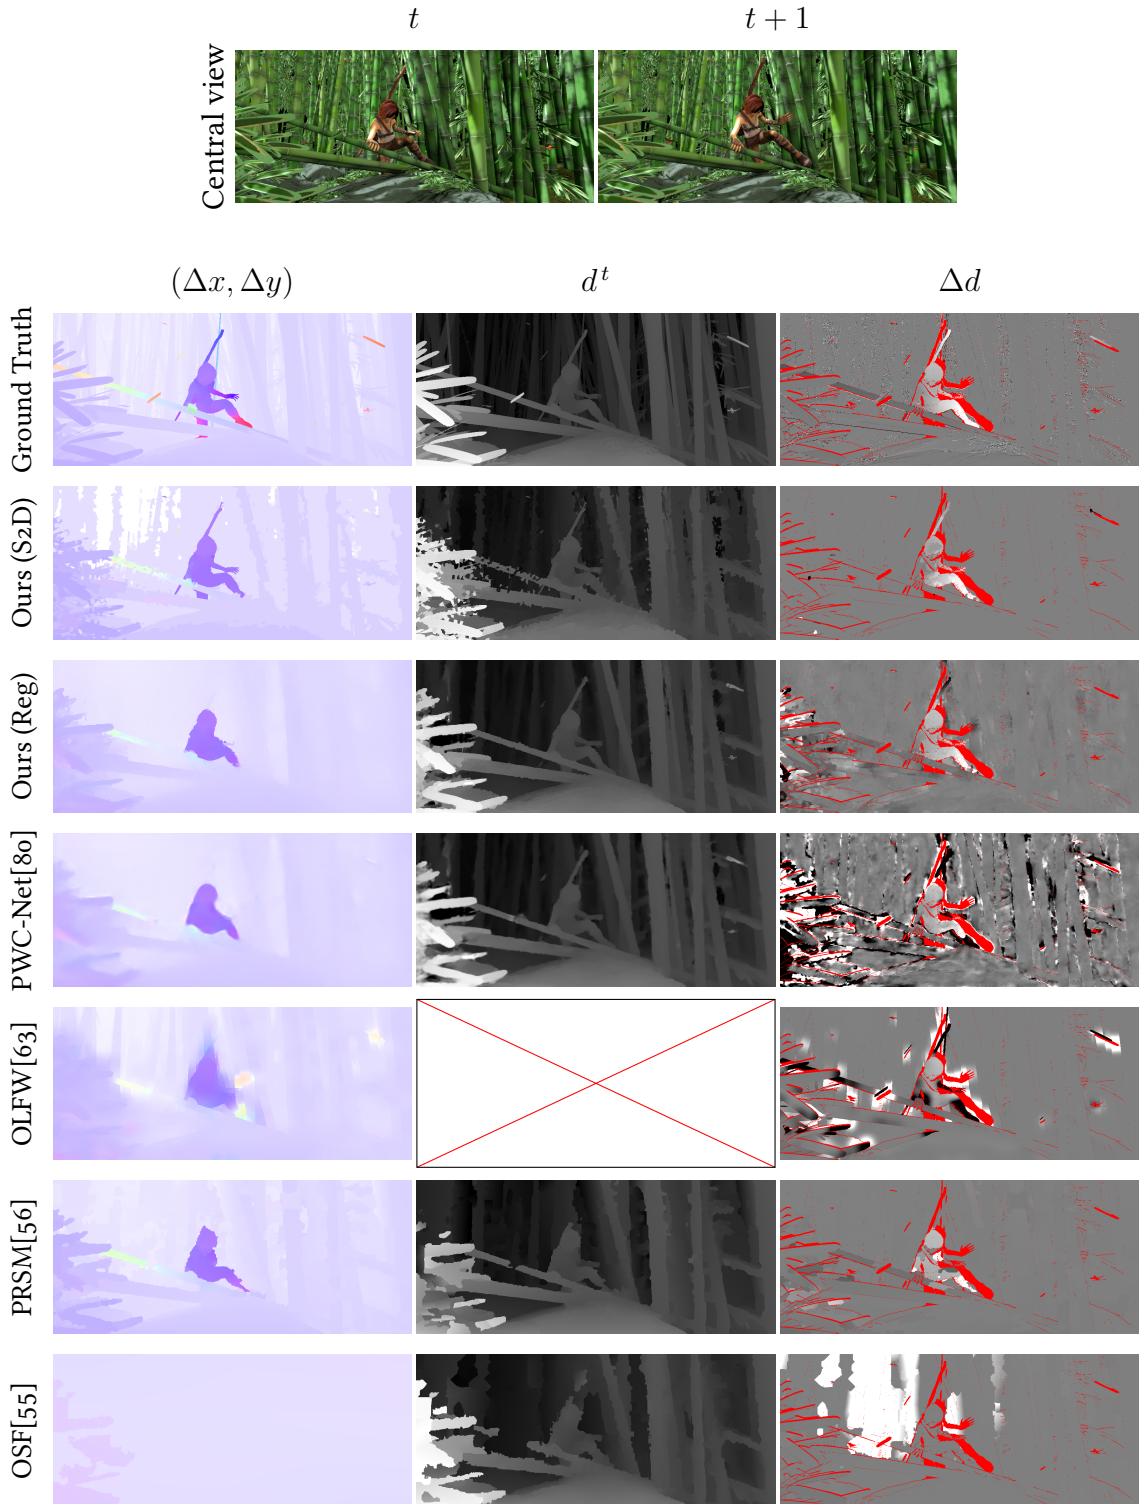 t
t + 1
Central view
(Δx, Δy)
d^t
Δd
Ground Truth
Ours (S2D)
Ours (Reg)
PWC-Net[80]
OLFW[63]
PRSM[56]
OSF[55]